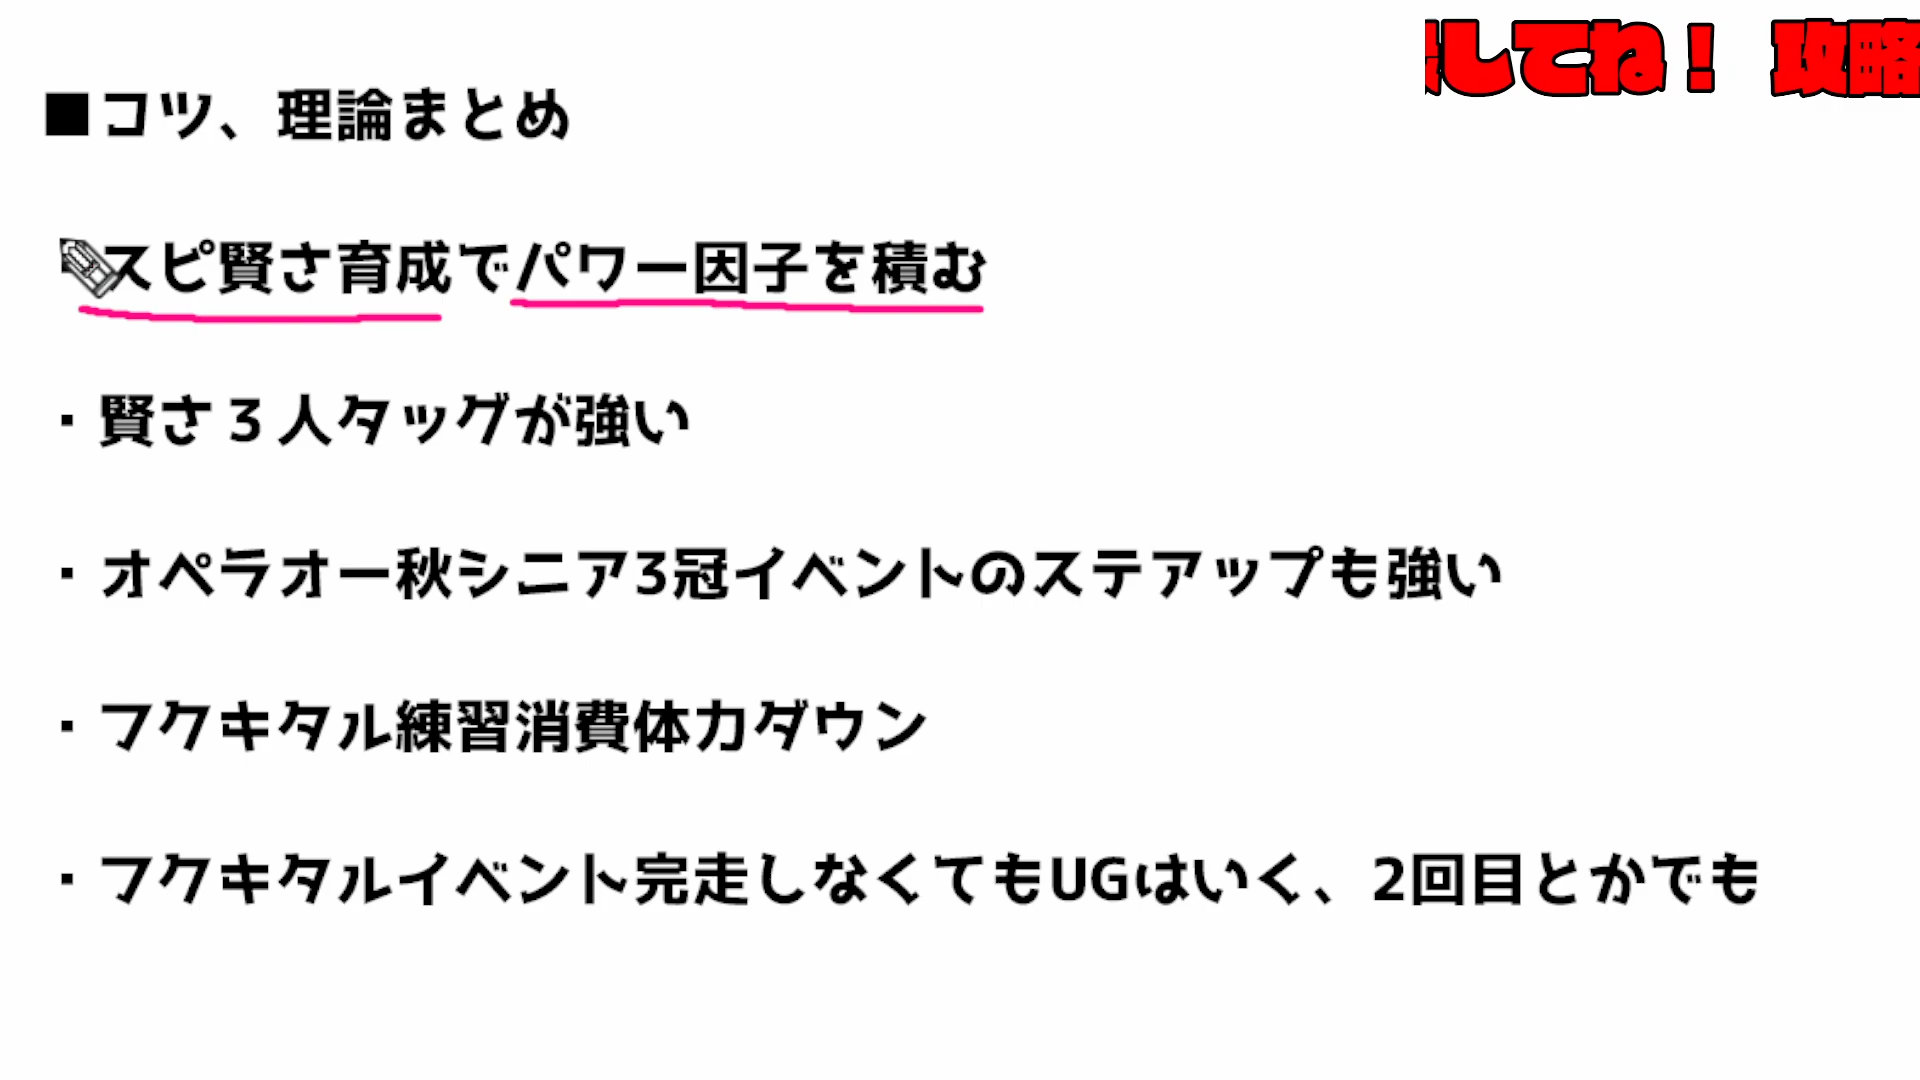 してね！ 攻略
■コツ、理論まとめ
スピ賢さ育成でパワー因子を積む
・賢さ３人タッグが強い
・オペラオー秋シニア3冠イベントのステアップも強い
・フクキタル練習消費体力ダウン
・フクキタルイベント完走しなくてもUGはいく、2回目とかでも